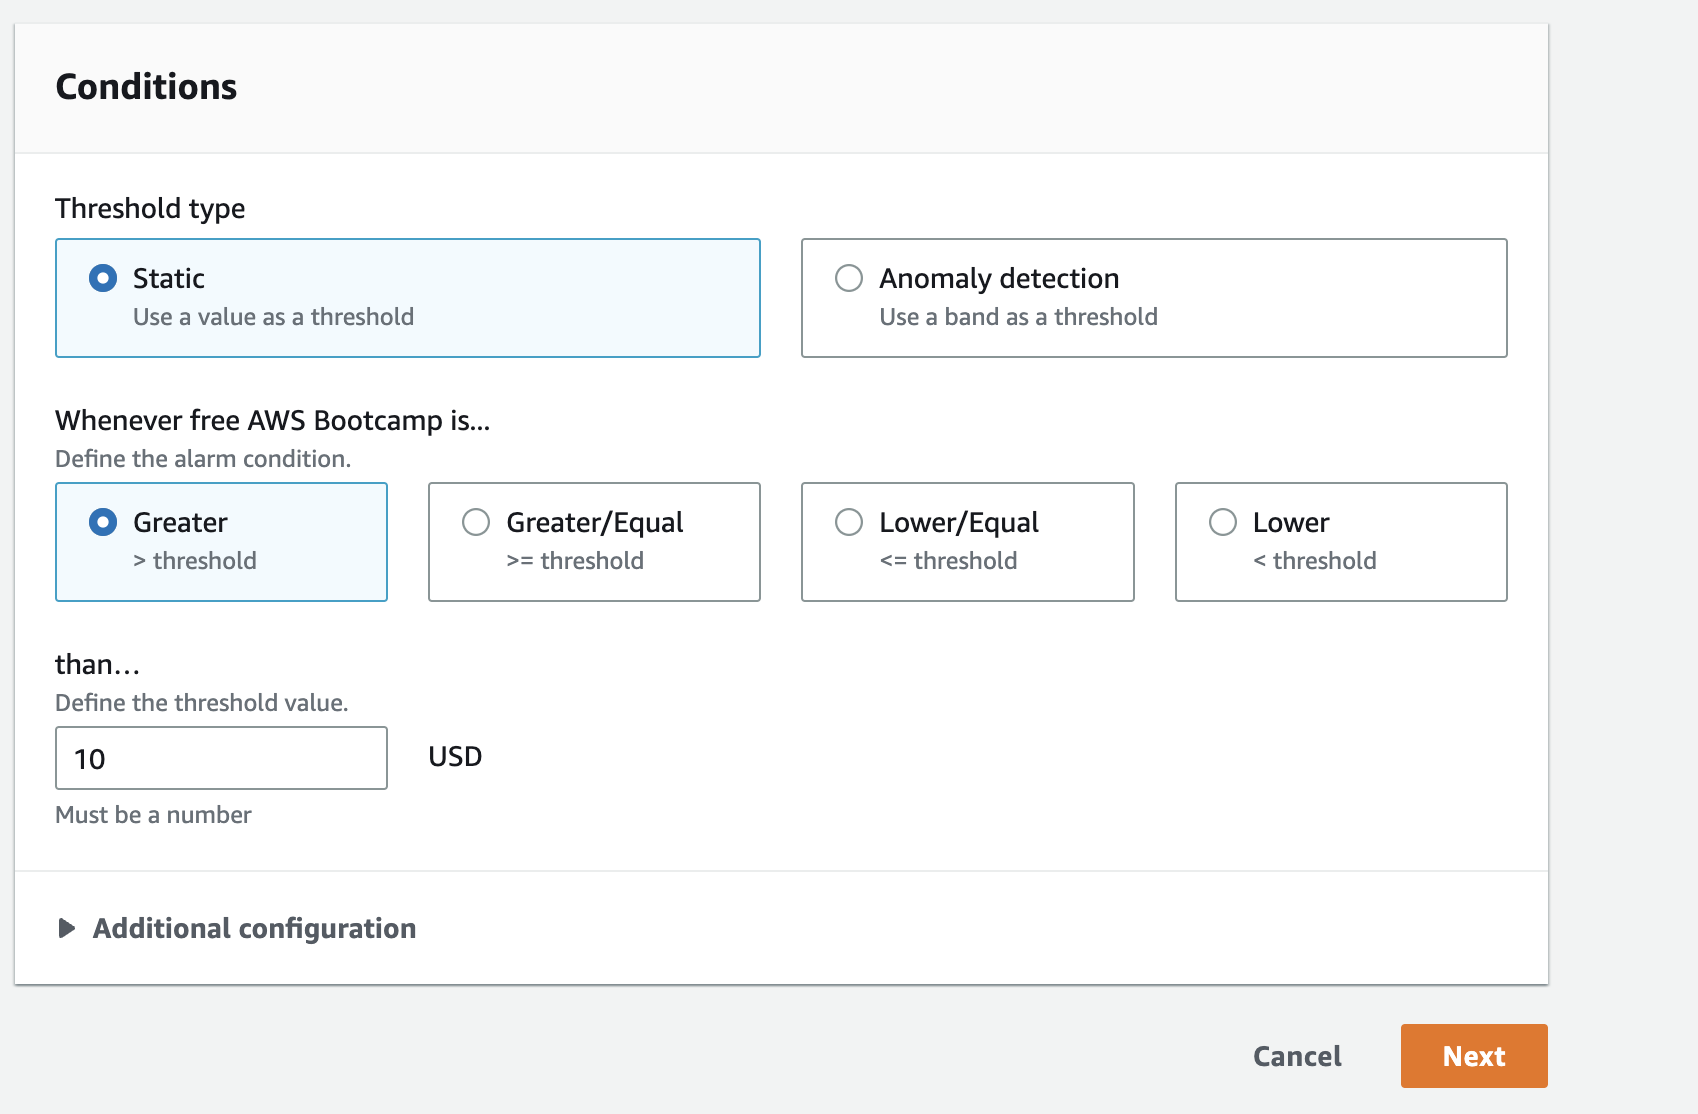 Conditions
Threshold type
Static
Use a value as a threshold
Anomaly detection
Use a band as a threshold
Whenever free AWS Bootcamp is...
Define the alarm condition.
Greater
> threshold
Greater/Equal
>= threshold
Lower/Equal
<= threshold
Lower
< threshold
than…
Define the threshold value.
10
USD
Must be a number
Additional configuration
Cancel
Next